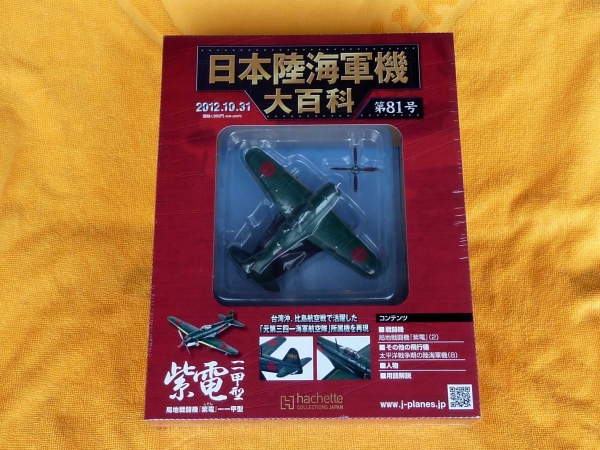 日本陸海軍機
大百科
第81号
2012.10.31
台湾沖、比島航空戦で活躍した
「元第三四一海軍航空隊」所属機を再現
コンテンツ
■戦闘機
局地戦闘機「紫電」(2)
■その他の飛行機
太平洋戦争期の陸海軍機(8)
■人物
■用語解説
紫電
一一甲型
局地戦闘機「紫電」一一甲型
hachette
COLLECTIONS JAPAN
www.j-planes.jp